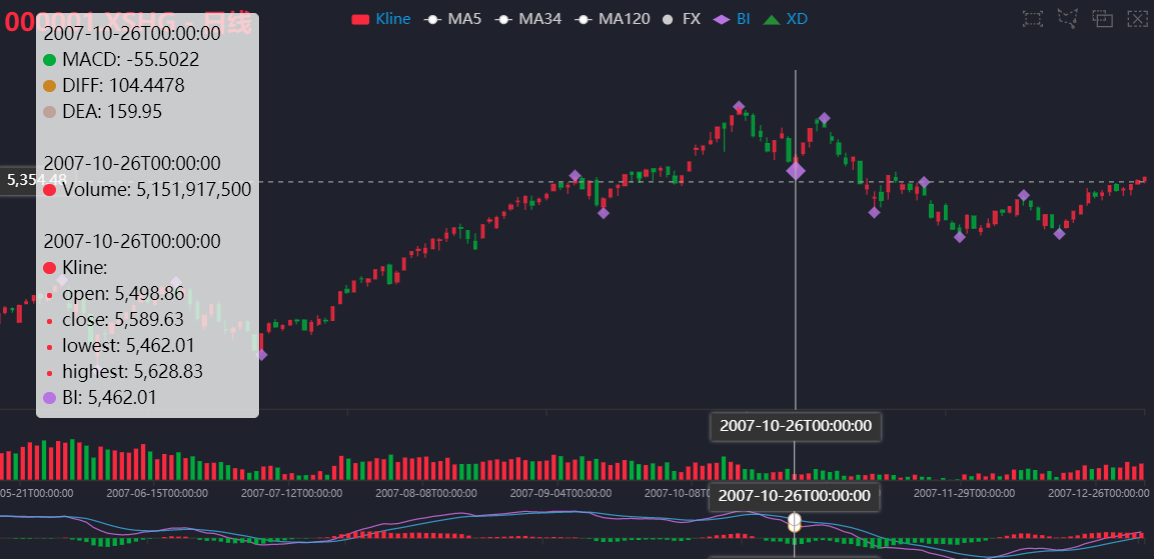 000001.XSHG - 日线
Kline MA5 MA34 MA120 FX BI XD
2007-10-26T00:00:00
MACD: -55.5022
DIFF: 104.4478
DEA: 159.95
2007-10-26T00:00:00
5,354.48
Volume: 5,151,917,500
2007-10-26T00:00:00
Kline:
open: 5,498.86
close: 5,589.63
lowest: 5,462.01
highest: 5,628.83
BI: 5,462.01
2007-10-26T00:00:00
05-21T00:00:00 2007-06-15T00:00:00 2007-07-12T00:00:00 2007-08-08T00:00:00 2007-09-04T00:00:00 2007-10-08T0 2007-10-26T00:00:00 2007-11-29T00:00:00 2007-12-26T00:00:00